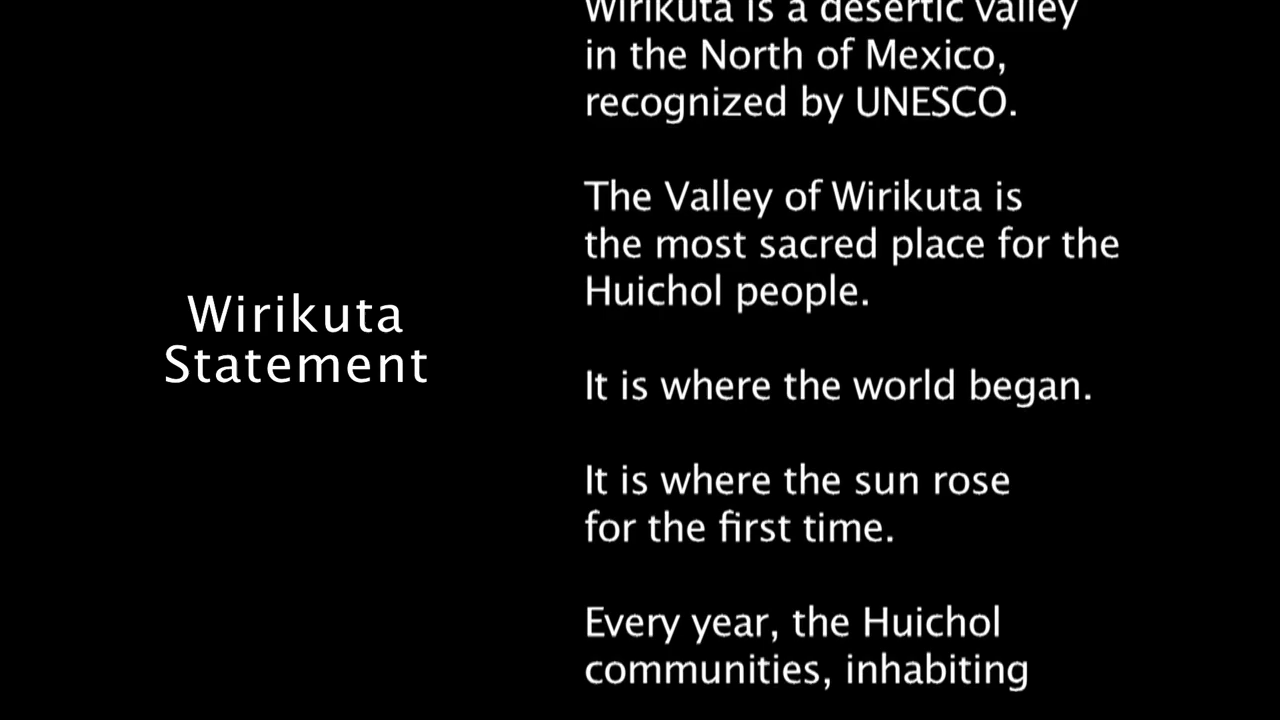 Wirikuta
Statement
Wirikuta is a desertic valley
in the North of Mexico,
recognized by UNESCO.
The Valley of Wirikuta is
the most sacred place for the
Huichol people.
It is where the world began.
It is where the sun rose
for the first time.
Every year, the Huichol
communities, inhabiting